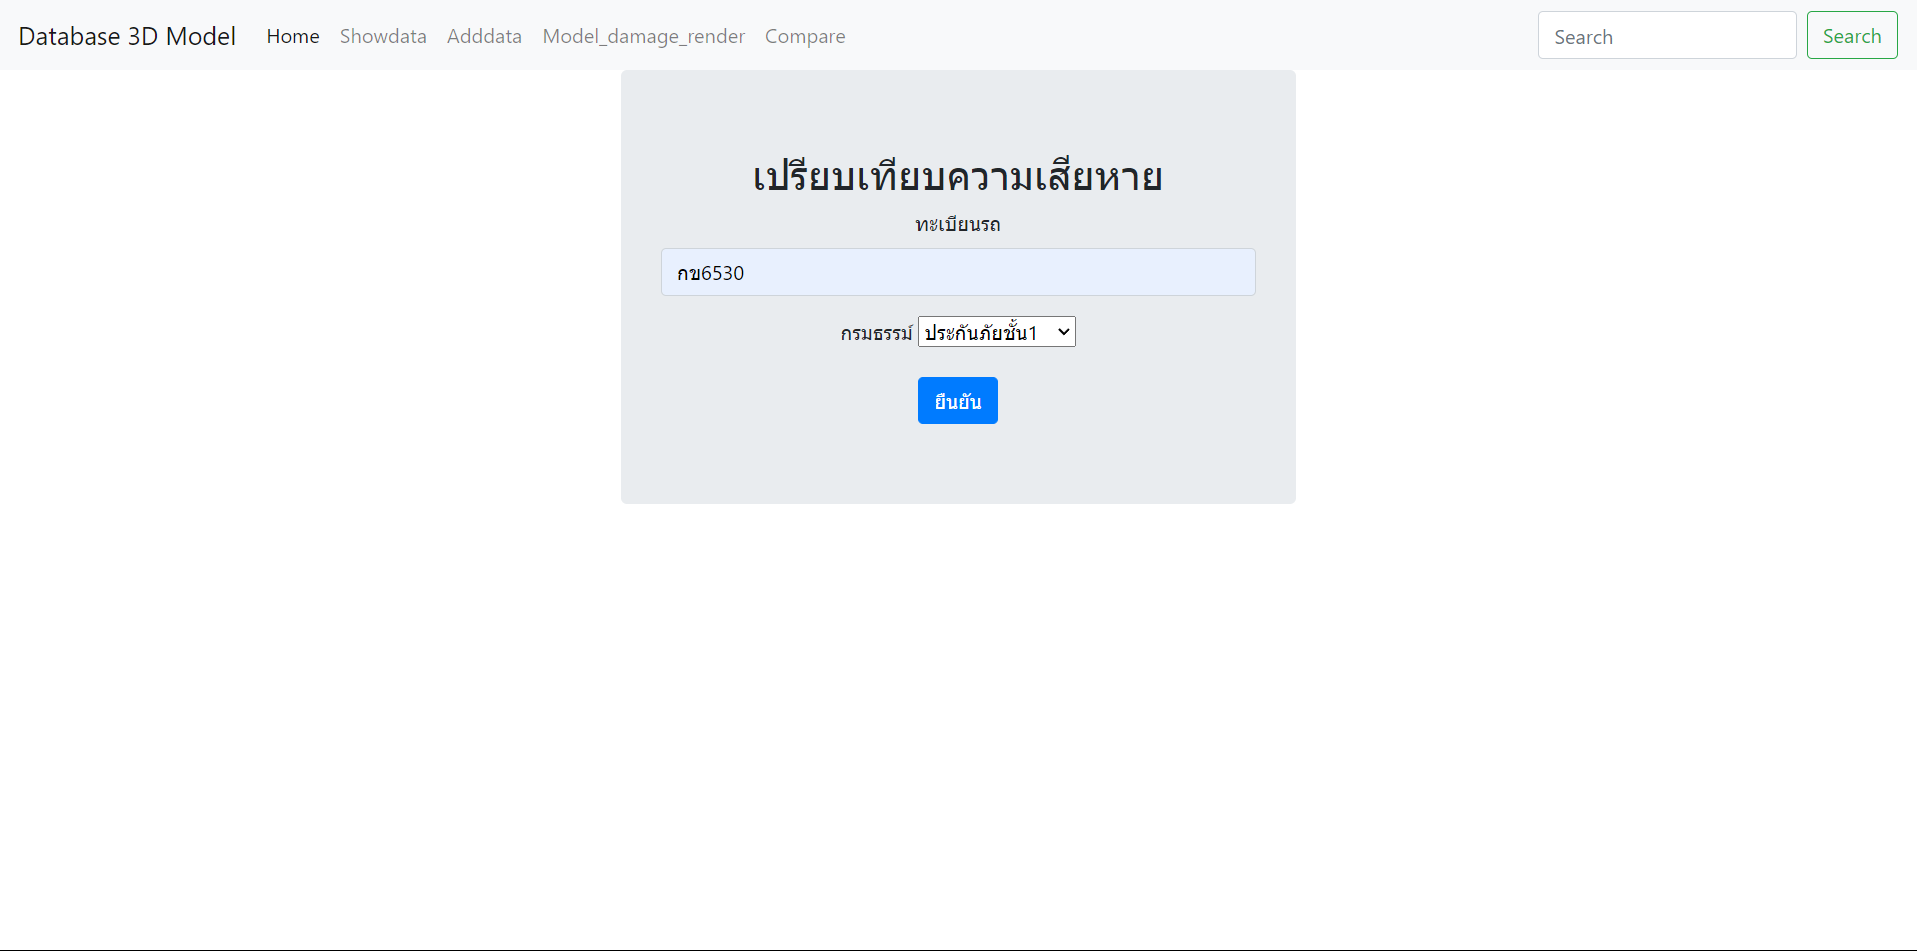 Database 3D Model Home Showdata Adddata Model_damage_render Compare Search Search
เปรียบเทียบความเสียหาย
ทะเบียนรถ
กข6530
กรมธรรม์ ประกันภัยชั้น1
ยืนยัน